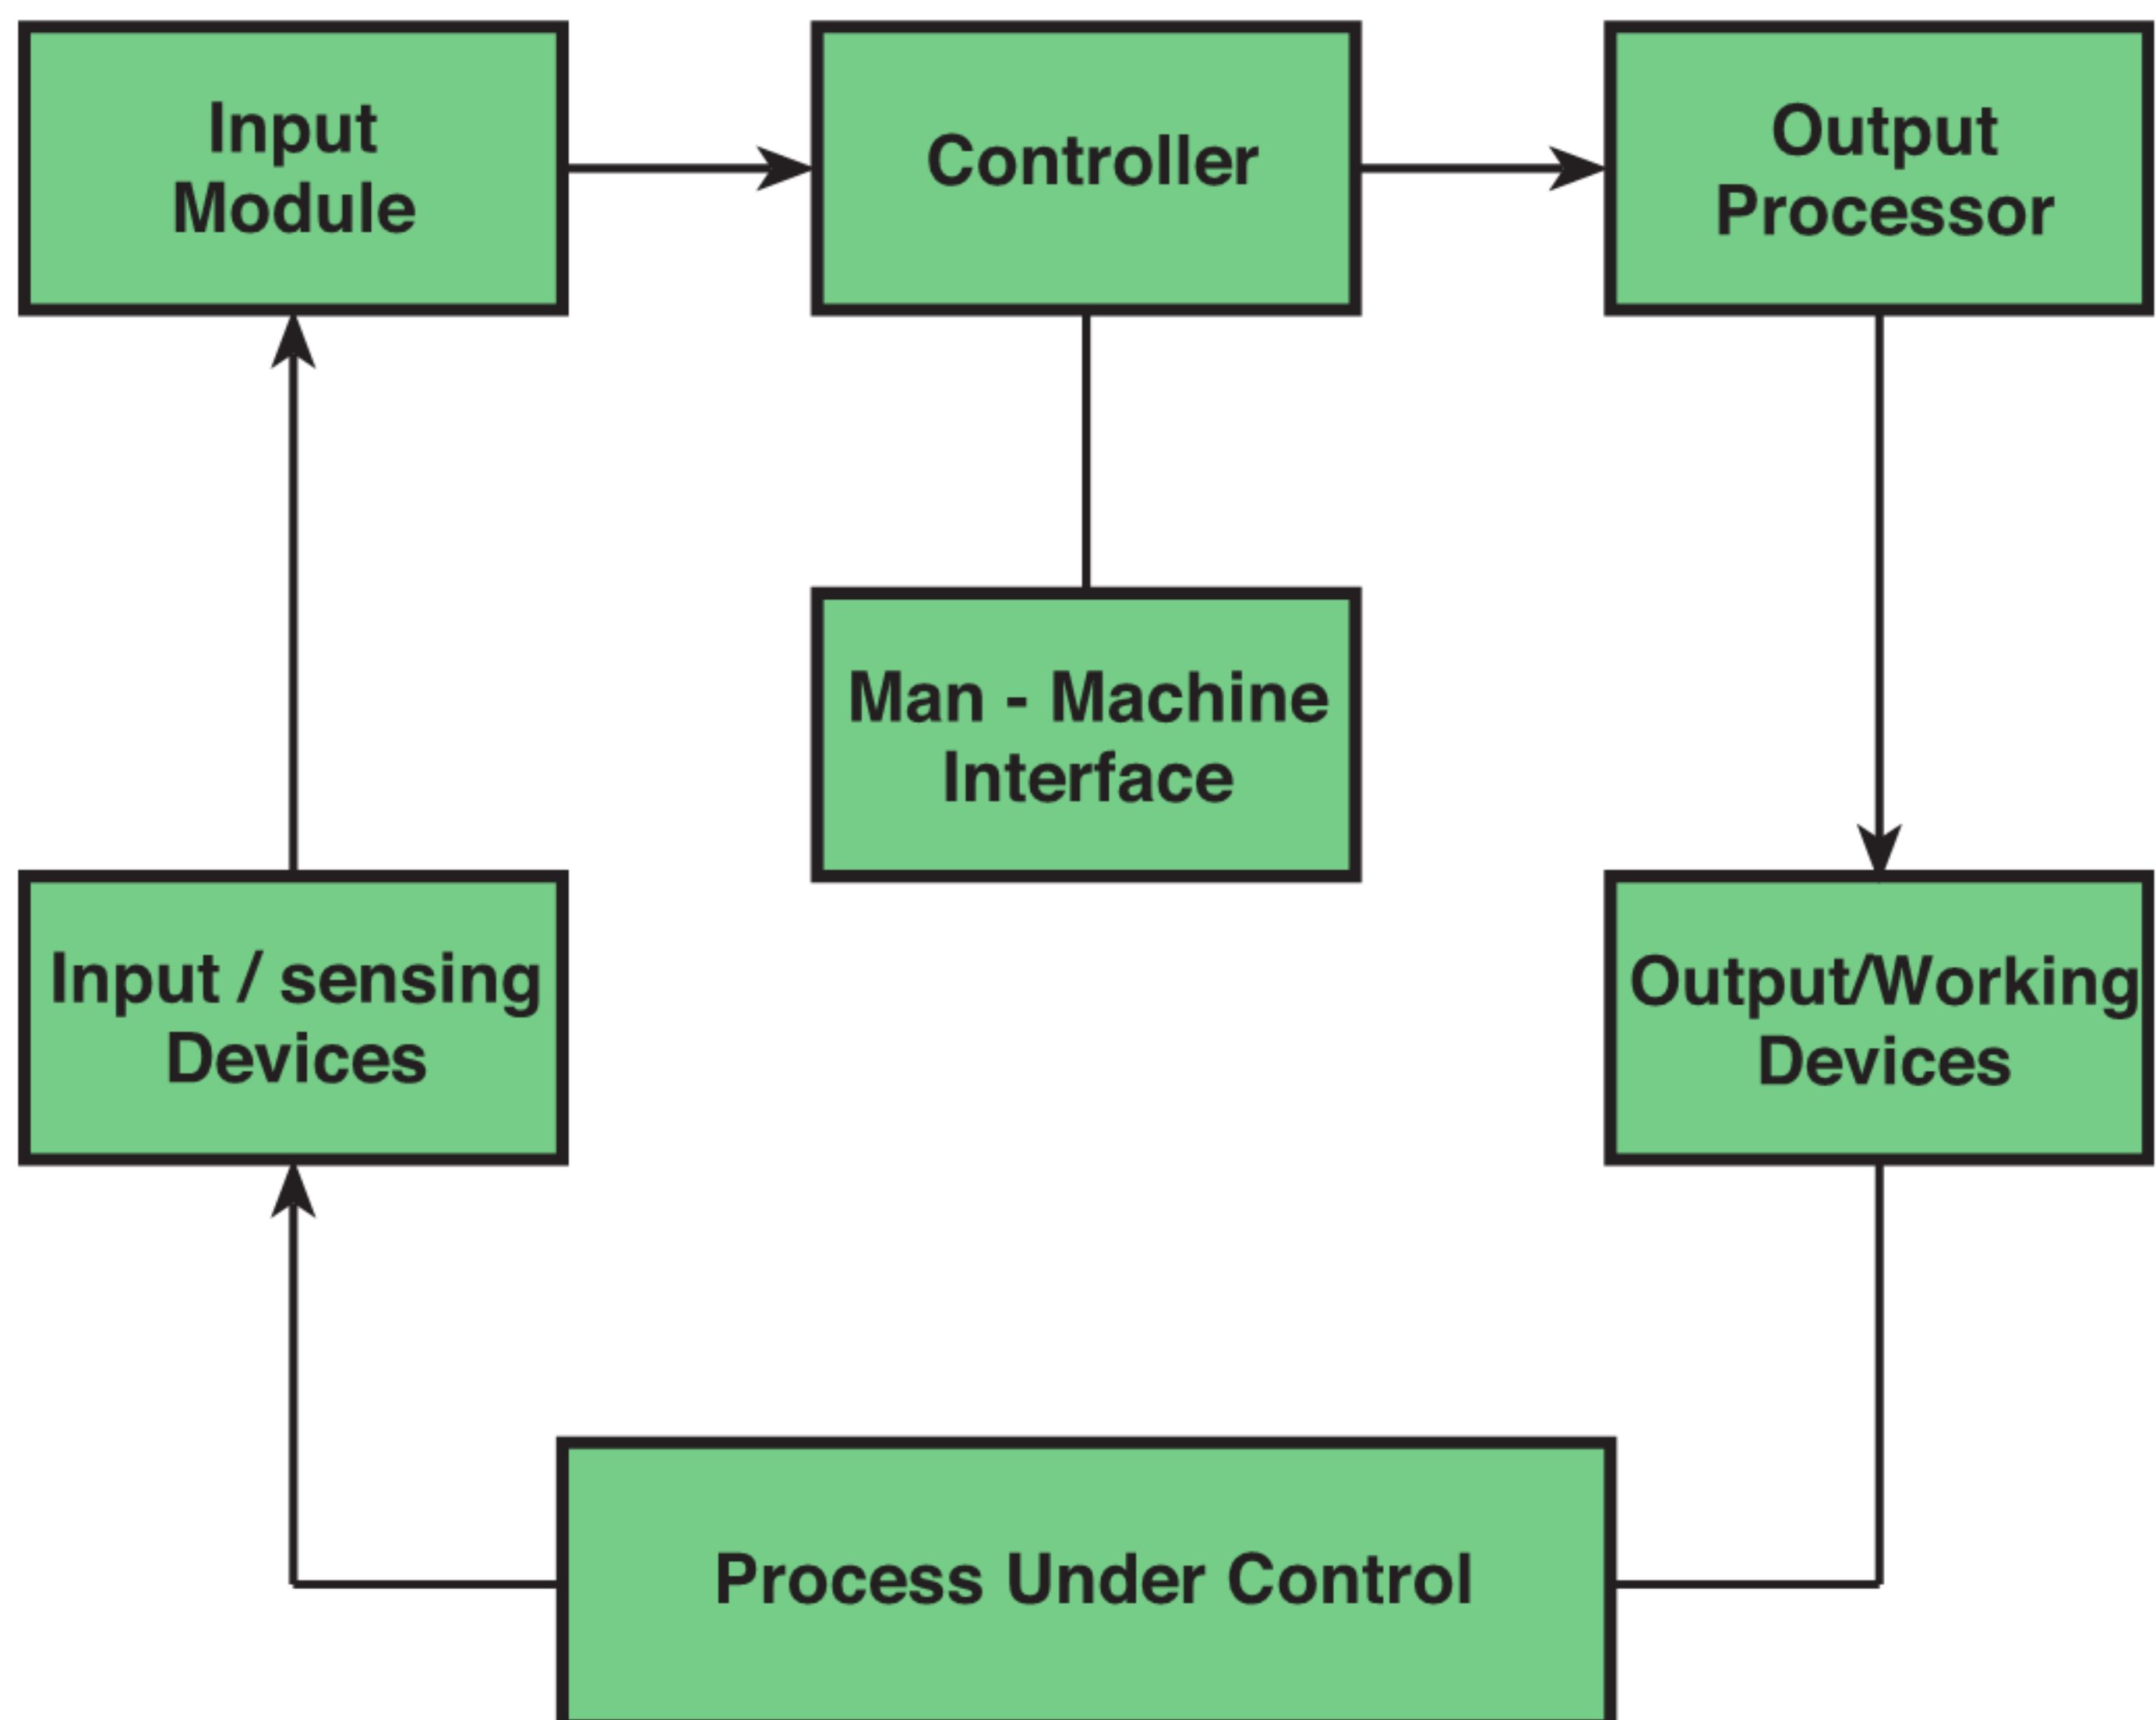 Input
Module
Controller
Output
Processor
Man - Machine
Interface
Input / sensing
Devices
Output/Working
Devices
Process Under Control